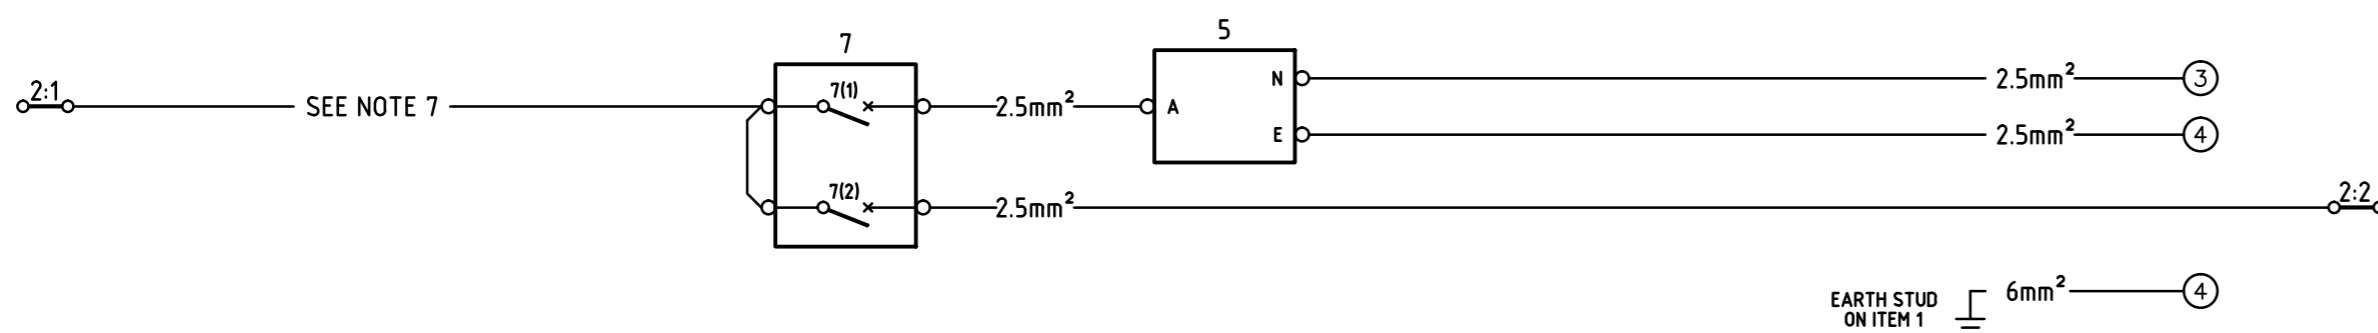 5
7
N 2.5mm² 3
2:1 SEE NOTE 7 7(1) 2.5mm² A
E 2.5mm² 4
7(2) 2.5mm² 2:2
6mm² 4
EARTH STUD
ON ITEM 1